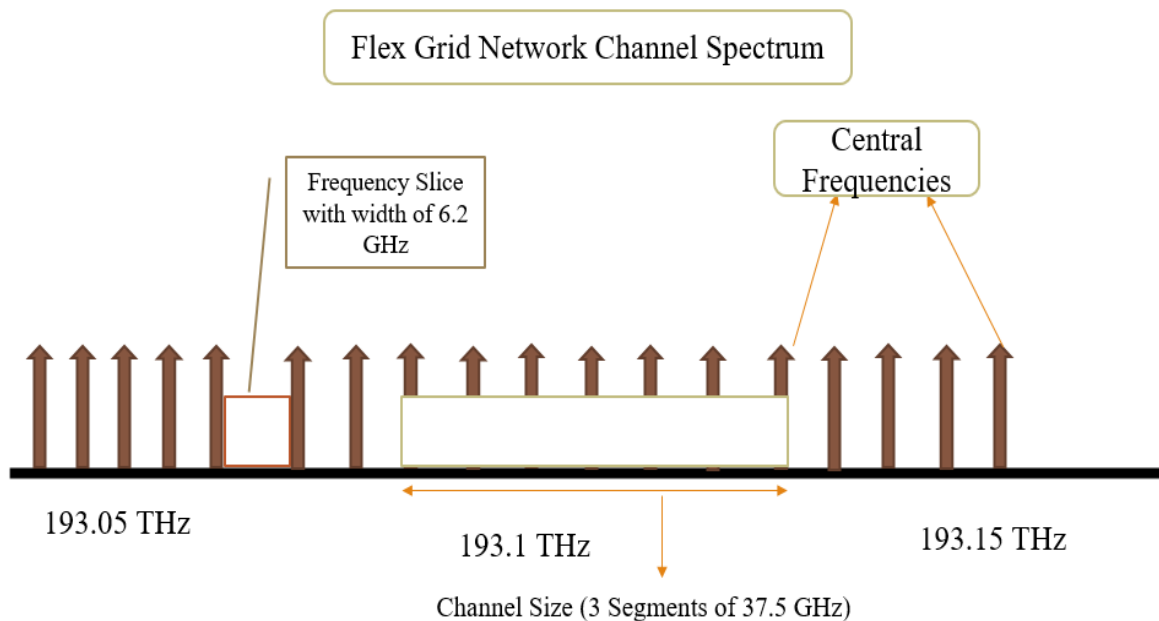 Flex Grid Network Channel Spectrum
Central
Frequencies
Frequency Slice
with width of 6.2
GHz
193.05 THz
193.1 THz
193.15 THz
Channel Size (3 Segments of 37.5 GHz)